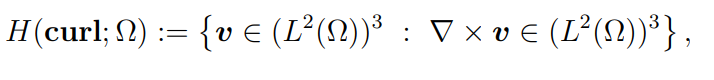 H(curl; Ω) := {v ∈ (L²(Ω))³ : ∇ × v ∈ (L²(Ω))³} ,